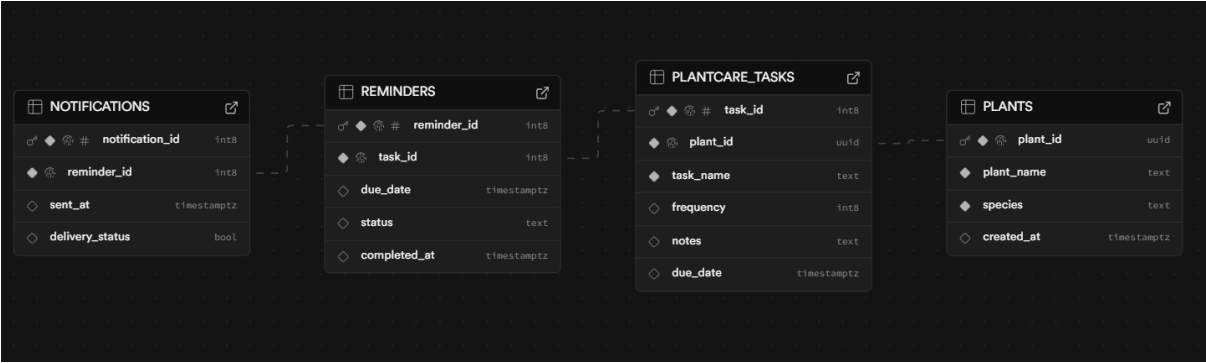 NOTIFICATIONS
# notification_id int8
reminder_id int8
sent_at timestamptz
delivery_status bool
REMINDERS
# reminder_id int8
task_id int8
due_date timestamptz
status text
completed_at timestamptz
PLANTCARE_TASKS
# task_id int8
plant_id uuid
task_name text
frequency int8
notes text
due_date timestamptz
PLANTS
plant_id uuid
plant_name text
species text
created_at timestamptz